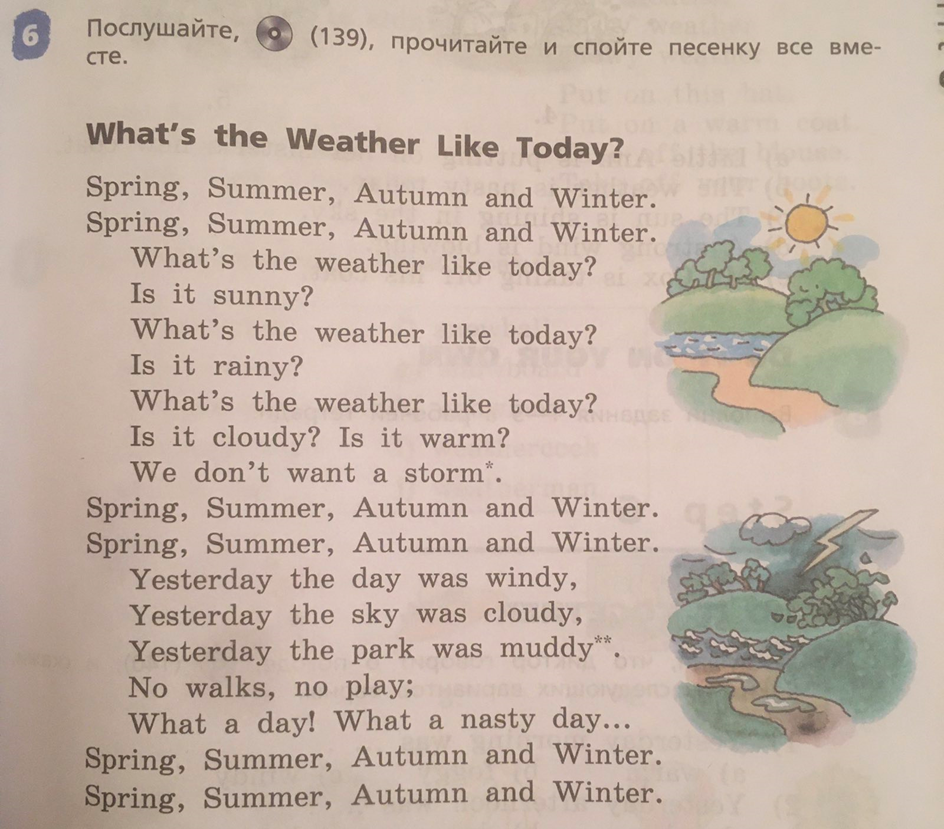 6 Послушайте, (139), прочитайте и спойте песенку все вме-
сте.
What's the Weather Like Today?
Spring, Summer, Autumn and Winter.
Spring, Summer, Autumn and Winter.
What's the weather like today?
Is it sunny?
What's the weather like today?
Is it rainy?
What's the weather like today?
Is it cloudy? Is it warm?
We don't want a storm*.
Spring, Summer, Autumn and Winter.
Spring, Summer, Autumn and Winter.
Yesterday the day was windy,
Yesterday the sky was cloudy,
Yesterday the park was muddy**.
No walks, no play;
What a day! What a nasty day...
Spring, Summer, Autumn and Winter.
Spring, Summer, Autumn and Winter.